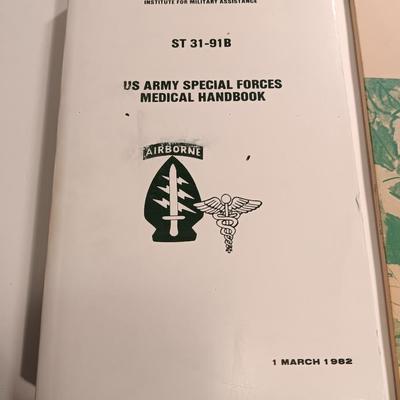 INSTITUTE FOR MILITARY ASSISTANCE
ST 31-91B
US ARMY SPECIAL FORCES
MEDICAL HANDBOOK
AIRBORNE
1 MARCH 1982